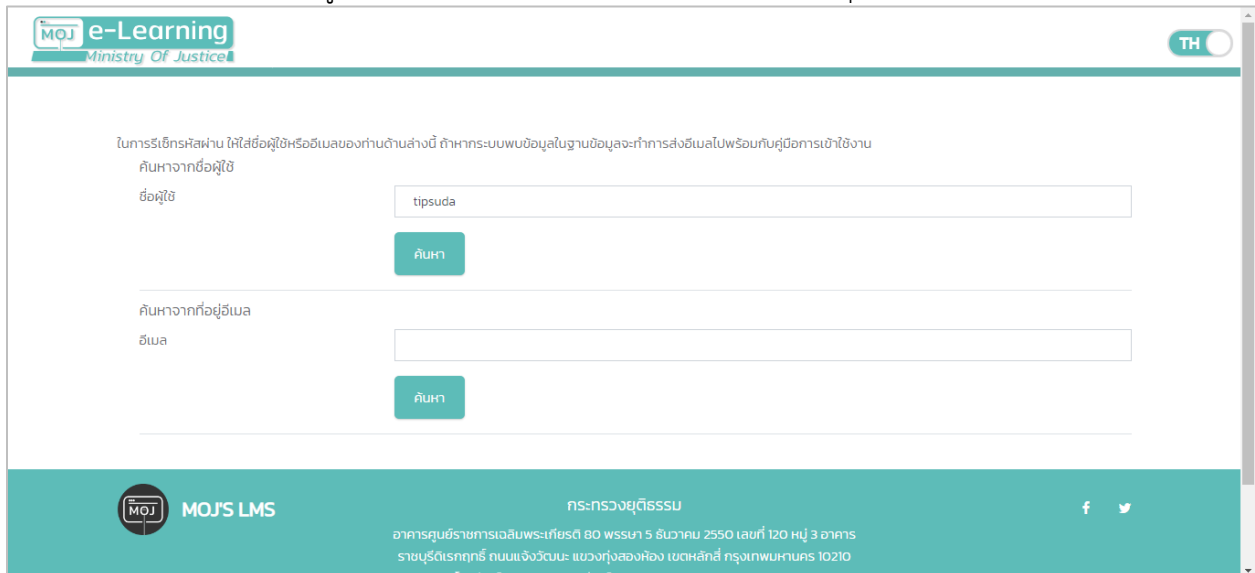 MOJ e-Learning
Ministry Of Justice
TH
ในการรีเซ็ทรหัสผ่าน ให้ใส่ชื่อผู้ใช้หรืออีเมลของท่านด้านล่างนี้ ถ้าหากระบบพบข้อมูลในฐานข้อมูลจะทำการส่งอีเมลไปพร้อมกับคู่มือการเข้าใช้งาน
ค้นหาจากชื่อผู้ใช้
ชื่อผู้ใช้ tipsuda
ค้นหา
ค้นหาจากที่อยู่อีเมล
อีเมล
ค้นหา
MOJ MOJ'S LMS
กระทรวงยุติธรรม
อาคารศูนย์ราชการเฉลิมพระเกียรติ 80 พรรษา 5 ธันวาคม 2550 เลขที่ 120 หมู่ 3 อาคาร
ราชบุรีดิเรกฤทธิ์ ถนนแจ้งวัฒนะ แขวงทุ่งสองห้อง เขตหลักสี่ กรุงเทพมหานคร 10210